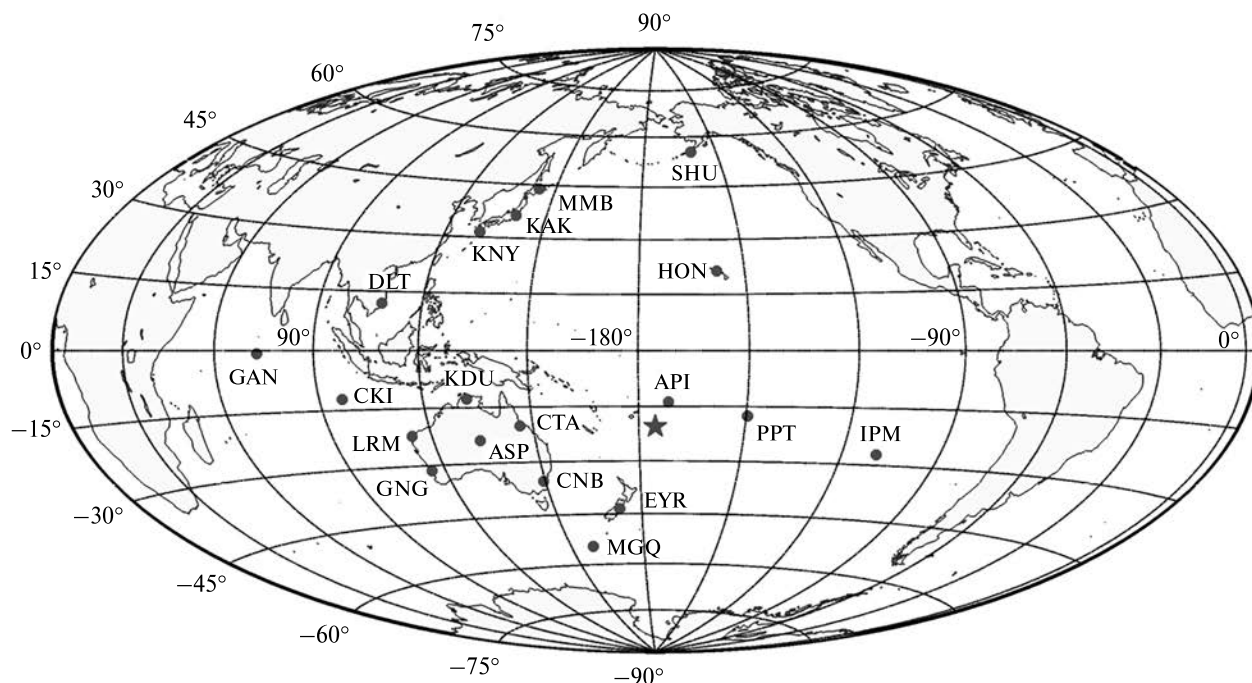 90°
75°
60°
45°
SHU
30°
MMB
KAK
KNY
15°
HON
DLT
0°
90°
−180°
−90°
0°
GAN
KDU
API
CKI
−15°
CTA
PPT
IPM
LRM
ASP
GNG
CNB
−30°
EYR
MGQ
−45°
−60°
−75°
−90°